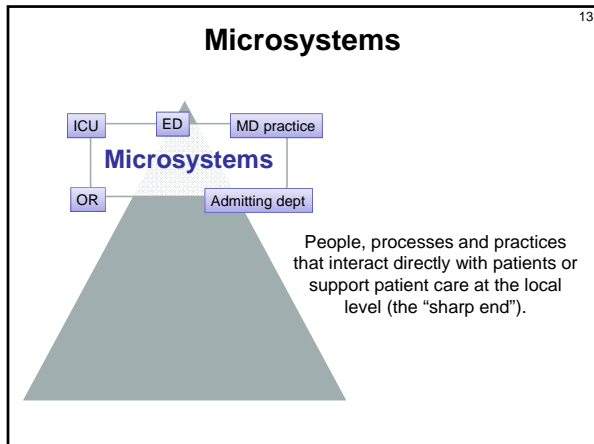 13
Microsystems
ICU
ED
MD practice
Microsystems
OR
Admitting dept
People, processes and practices
that interact directly with patients or
support patient care at the local
level (the “sharp end”).